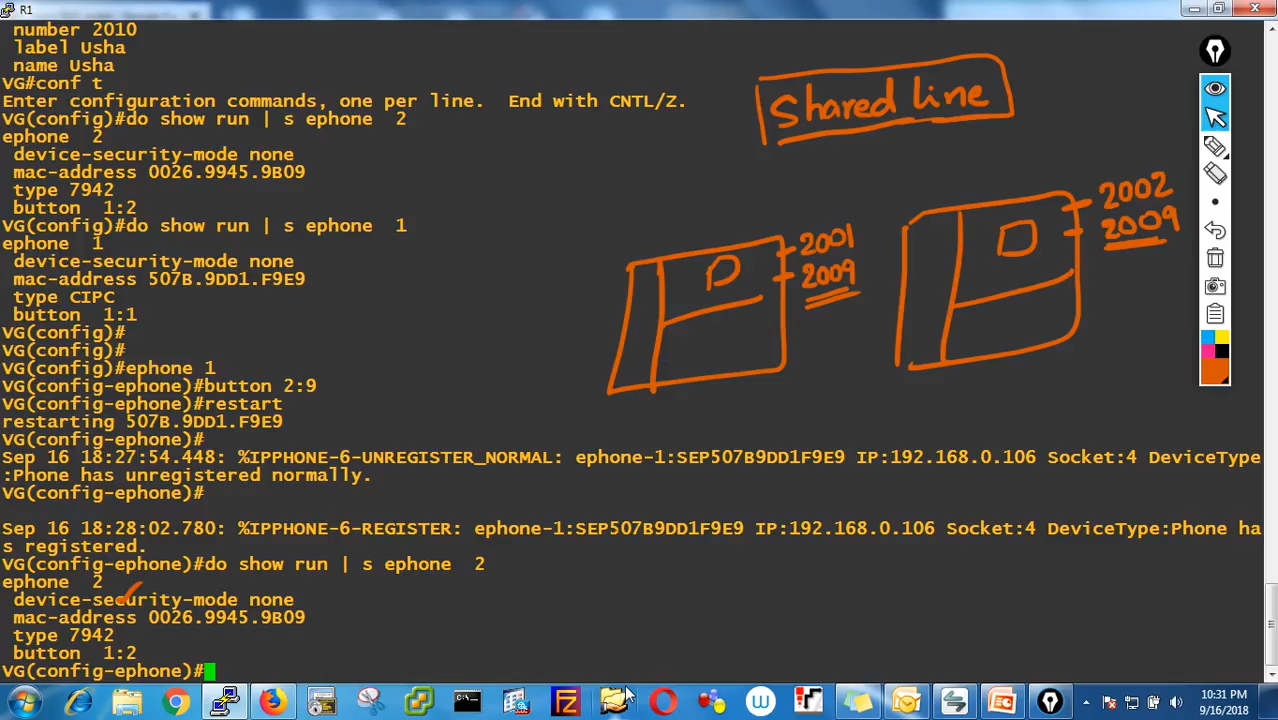 R1
number 2010
label Usha
name Usha
VG#conf t
Enter configuration commands, one per line.  End with CNTL/Z.
VG(config)#do show run | s ephone  2
ephone  2
device-security-mode none
mac-address 0026.9945.9B09
type 7942
button  1:2
VG(config)#do show run | s ephone  1
ephone  1
device-security-mode none
mac-address 507B.9DD1.F9E9
type CIPC
button  1:1
VG(config)#
VG(config)#
VG(config)#ephone 1
VG(config-ephone)#button 2:9
VG(config-ephone)#restart
restarting 507B.9DD1.F9E9
VG(config-ephone)#
Sep 16 18:27:54.448: %IPPHONE-6-UNREGISTER_NORMAL: ephone-1:SEP507B9DD1F9E9 IP:192.168.0.106 Socket:4 DeviceType
:Phone has unregistered normally.
VG(config-ephone)#
Sep 16 18:28:02.780: %IPPHONE-6-REGISTER: ephone-1:SEP507B9DD1F9E9 IP:192.168.0.106 Socket:4 DeviceType:Phone ha
s registered.
VG(config-ephone)#do show run | s ephone  2
ephone  2
device-security-mode none
mac-address 0026.9945.9B09
type 7942
button  1:2
VG(config-ephone)#
Shared line
2001
2009
2002
2009
10:31 PM
9/16/2018